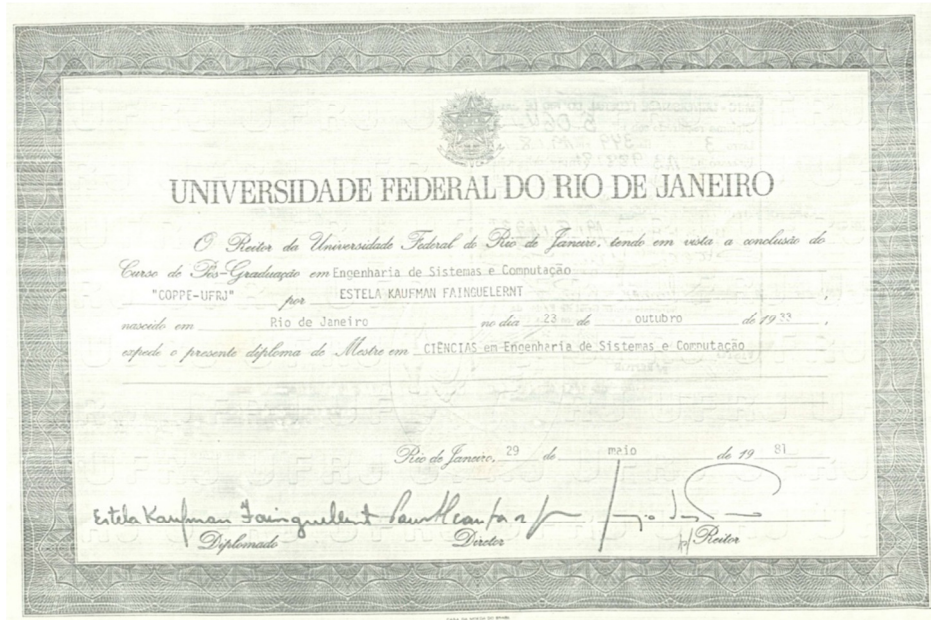 UNIVERSIDADE FEDERAL DO RIO DE JANEIRO
O Reitor da Universidade Federal do Rio de Janeiro, tendo em vista a conclusão do
Curso de Pós-Graduação em Engenharia de Sistemas e Computação
"COPPE-UFRJ" por ESTELA KAUFMAN FAINGUELERNT ,
nascido em Rio de Janeiro no dia 23 de outubro de 1933 ,
expede o presente diploma de Mestre em CIÊNCIAS em Engenharia de Sistemas e Computação
Rio de Janeiro, 29 de maio de 19 81
Estela Kaufman Fainguelernt
Diplomado Diretor p/ Reitor